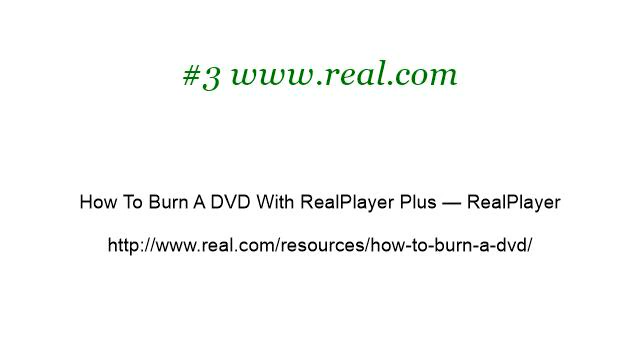 #3 www.real.com
How To Burn A DVD With RealPlayer Plus — RealPlayer
http://www.real.com/resources/how-to-burn-a-dvd/